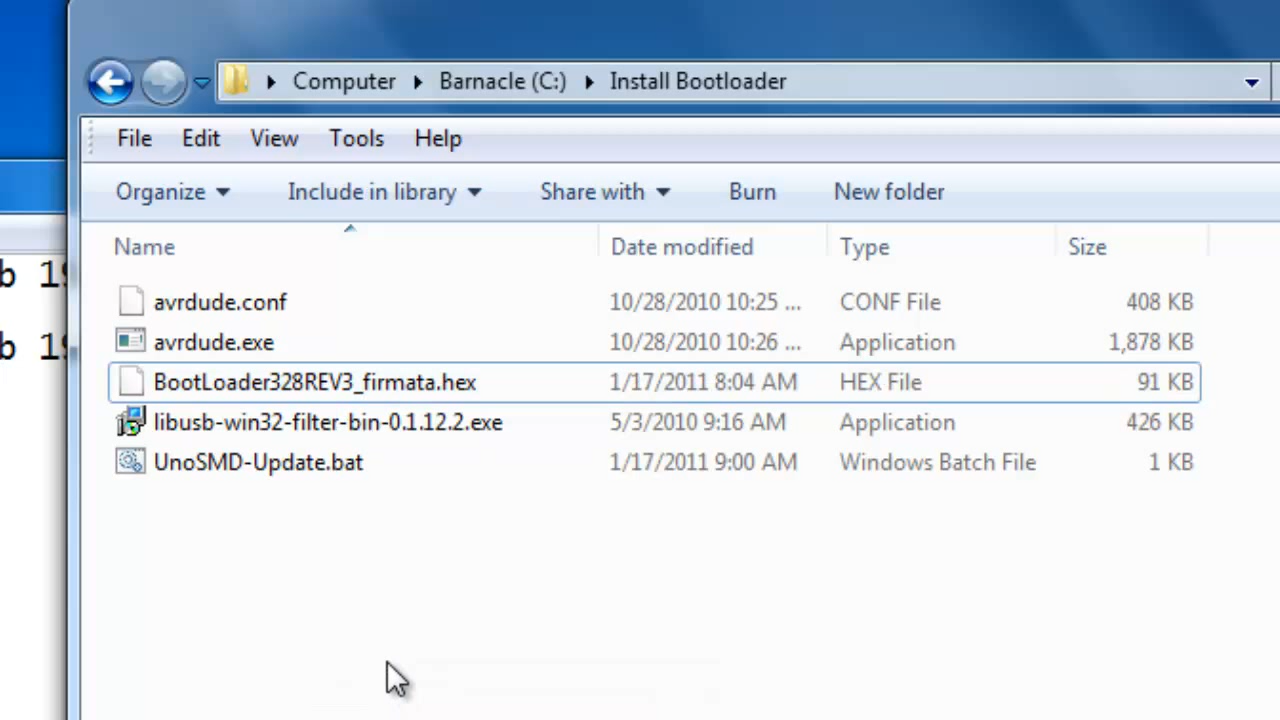 Computer Barnacle (C:) Install Bootloader
File Edit View Tools Help
Organize Include in library Share with Burn New folder
Name Date modified Type Size
avrdude.conf 10/28/2010 10:25 ... CONF File 408 KB
avrdude.exe 10/28/2010 10:26 ... Application 1,878 KB
BootLoader328REV3_firmata.hex 1/17/2011 8:04 AM HEX File 91 KB
libusb-win32-filter-bin-0.1.12.2.exe 5/3/2010 9:16 AM Application 426 KB
UnoSMD-Update.bat 1/17/2011 9:00 AM Windows Batch File 1 KB